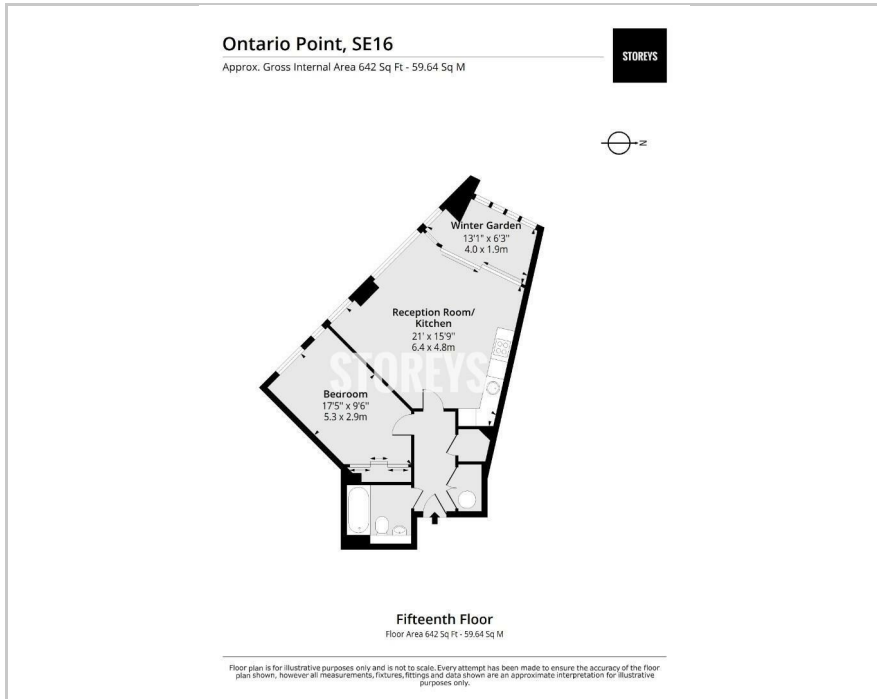 Ontario Point, SE16
Approx. Gross Internal Area 642 Sq Ft - 59.64 Sq M
STOREYS
N
Winter Garden
13'1" x 6'3"
4.0 x 1.9m
Reception Room/
Kitchen
21' x 15'9"
6.4 x 4.8m
STOREYS
Bedroom
17'5" x 9'6"
5.3 x 2.9m
Fifteenth Floor
Floor Area 642 Sq Ft - 59.64 Sq M
Floor plan is for illustrative purposes only and is not to scale. Every attempt has been made to ensure the accuracy of the floor
plan shown, however all measurements, fixtures, fittings and data shown are an approximate interpretation for illustrative
purposes only.